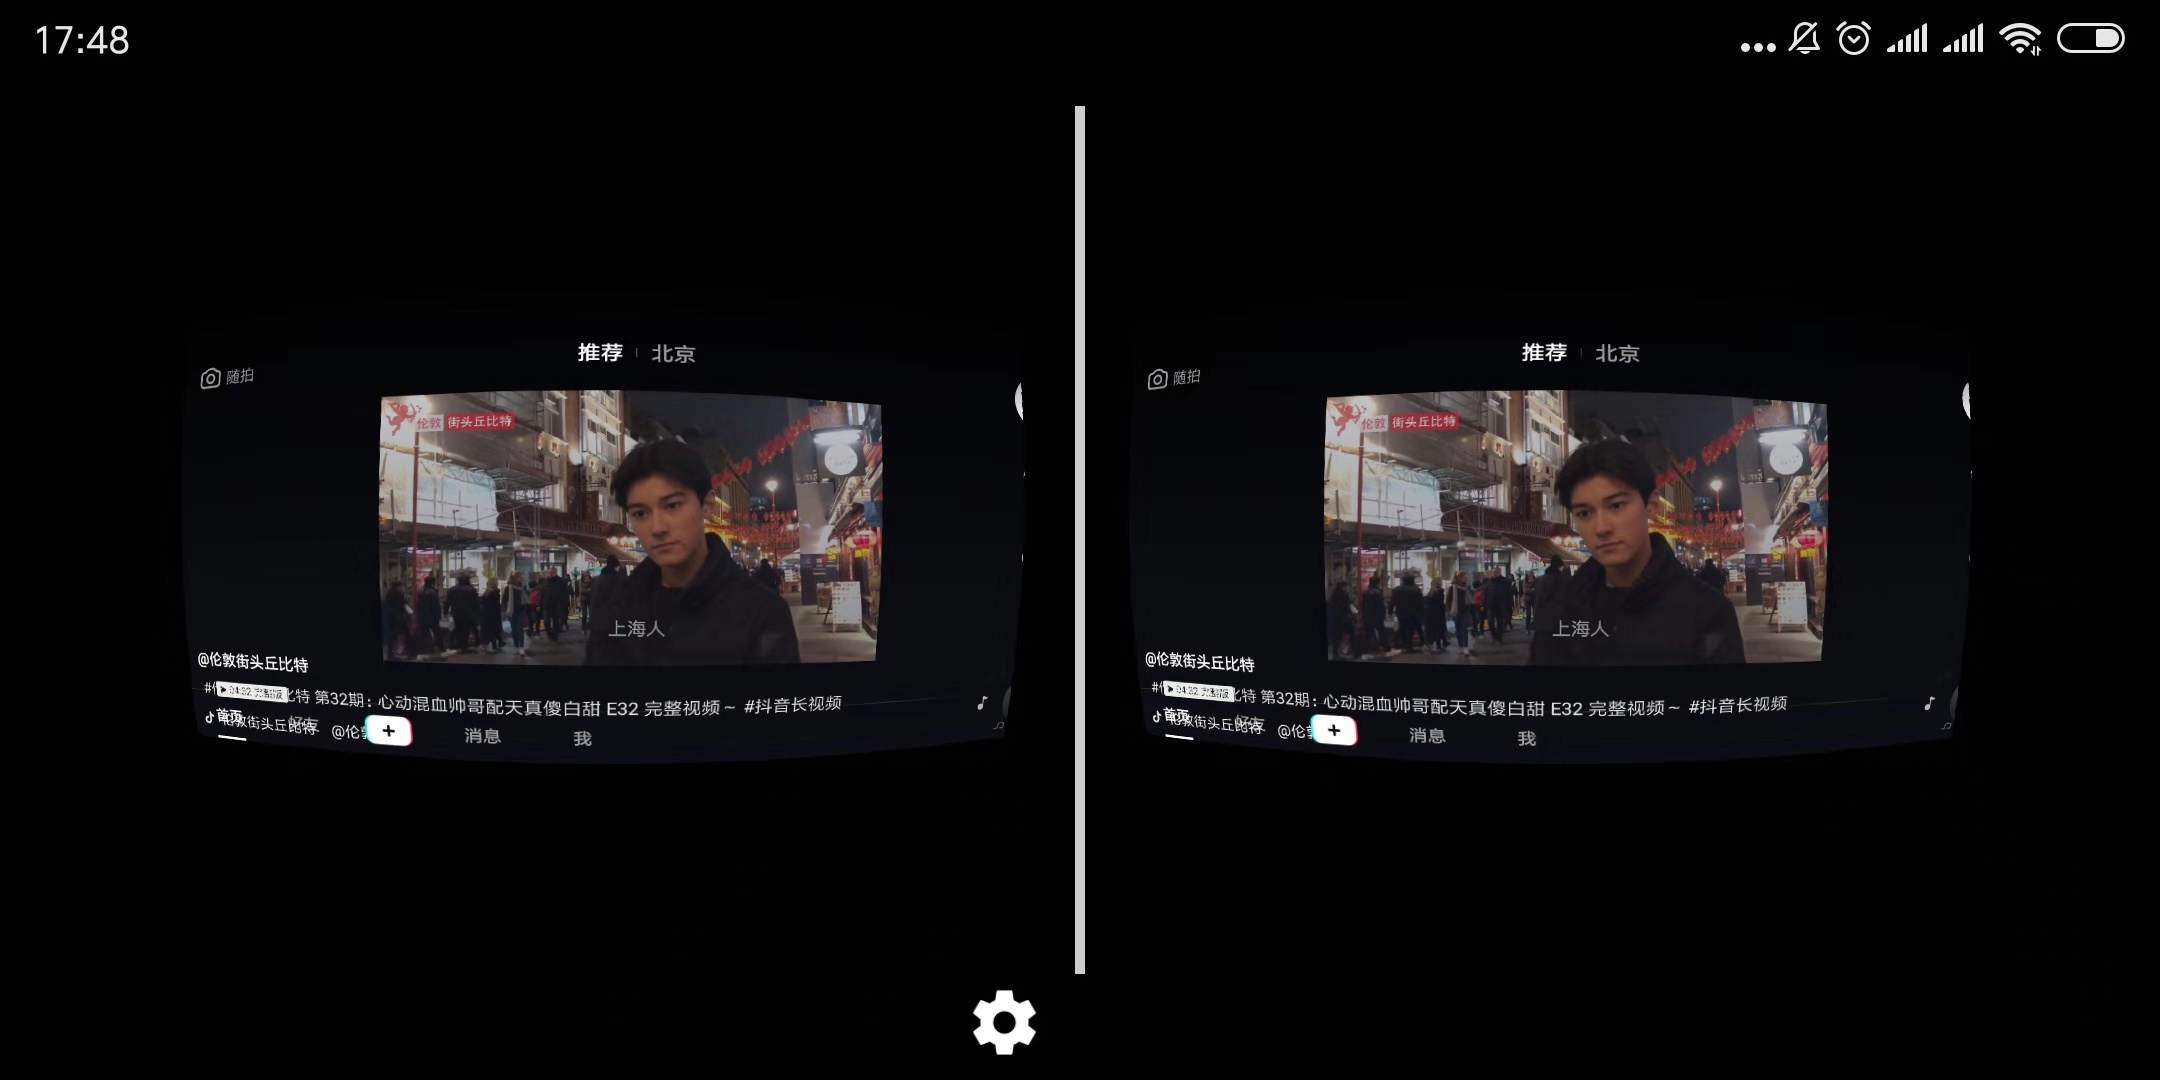 17:48
推荐 北京
随拍
伦敦 街头丘比特
上海人
@伦敦街头丘比特
04:32 完整版
比特 第32期：心动混血帅哥配天真傻白甜 E32 完整视频～ #抖音长视频
首页 好友
伦敦街头丘比特 @伦
消息 我
推荐 北京
随拍
伦敦 街头丘比特
上海人
@伦敦街头丘比特
04:32 完整版
比特 第32期：心动混血帅哥配天真傻白甜 E32 完整视频～ #抖音长视频
首页 好友
伦敦街头丘比特 @伦
消息 我